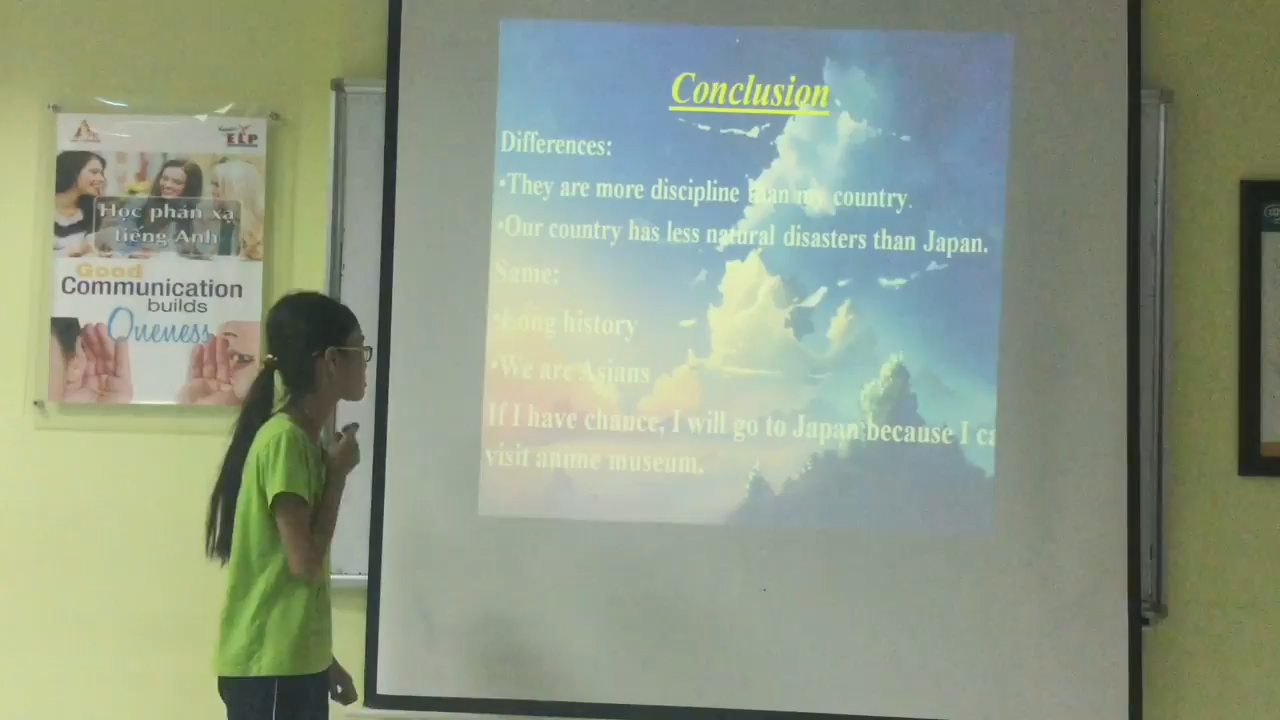 ELP
Học phản xạ
tiếng Anh
Good
Communication
builds
Oneness
Conclusion
Differences:
•They are more discipline than my country.
•Our country has less natural disasters than Japan.
Same:
•Long history
•We are Asians
If I have chance, I will go to Japan because I ca
visit anime museum.